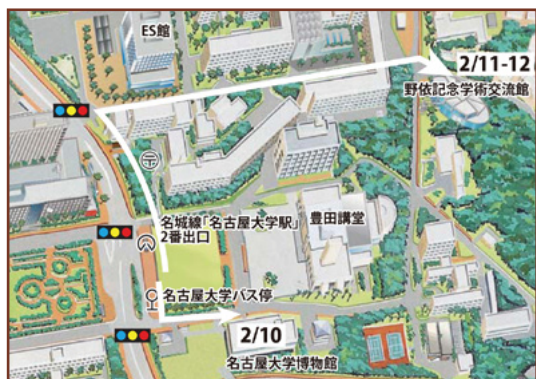 ES館
2/11-12
野依記念学術交流館
名城線「名古屋大学駅」
2番出口
豊田講堂
名古屋大学バス停
2/10
名古屋大学博物館